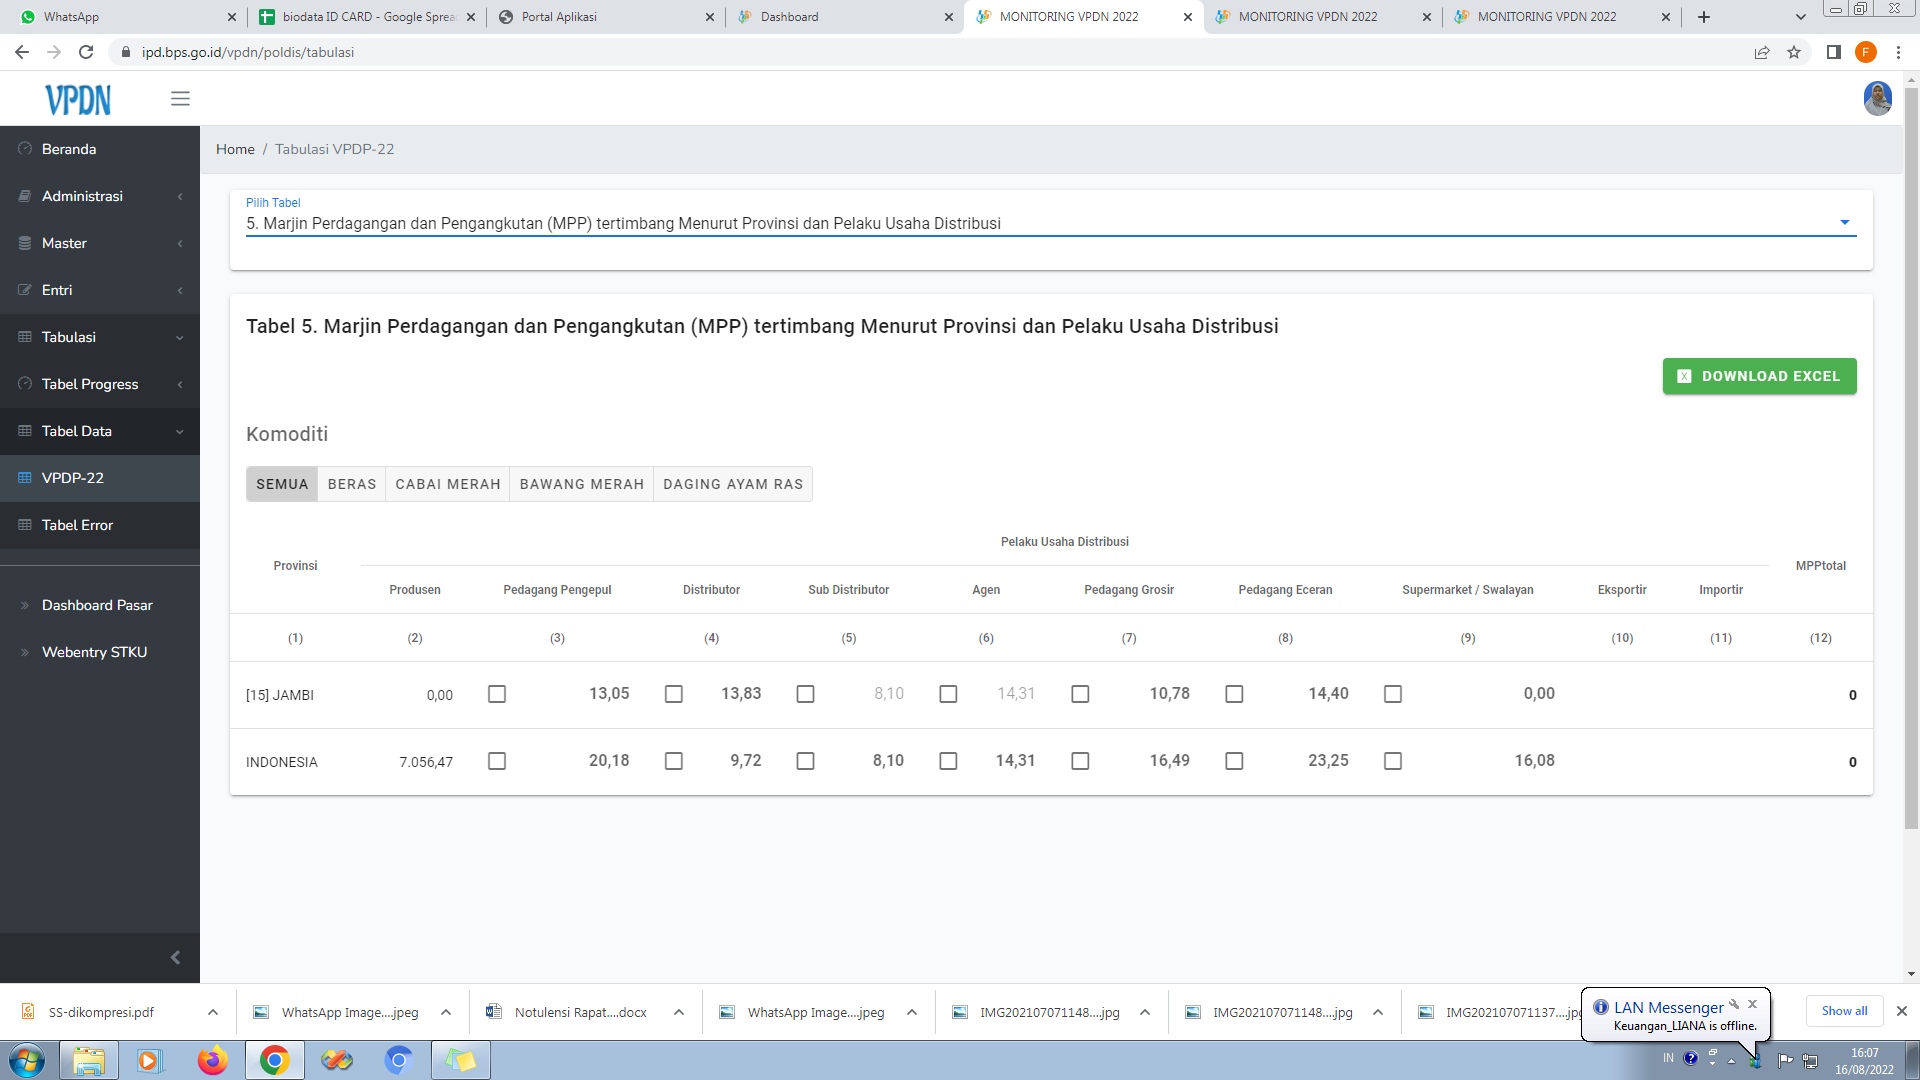 WhatsApp
biodata ID CARD - Google Sprea
Portal Aplikasi
Dashboard
MONITORING VPDN 2022
MONITORING VPDN 2022
MONITORING VPDN 2022
ipd.bps.go.id/vpdn/poldis/tabulasi
F
VPDN
Beranda
Administrasi
Master
Entri
Tabulasi
Tabel Progress
Tabel Data
VPDP-22
Tabel Error
Dashboard Pasar
Webentry STKU
Home / Tabulasi VPDP-22
Pilih Tabel
5. Marjin Perdagangan dan Pengangkutan (MPP) tertimbang Menurut Provinsi dan Pelaku Usaha Distribusi
Tabel 5. Marjin Perdagangan dan Pengangkutan (MPP) tertimbang Menurut Provinsi dan Pelaku Usaha Distribusi
DOWNLOAD EXCEL
Komoditi
SEMUA BERAS CABAI MERAH BAWANG MERAH DAGING AYAM RAS
Provinsi Pelaku Usaha Distribusi MPPtotal
Produsen Pedagang Pengepul Distributor Sub Distributor Agen Pedagang Grosir Pedagang Eceran Supermarket / Swalayan Eksportir Importir
(1) (2) (3) (4) (5) (6) (7) (8) (9) (10) (11) (12)
[15] JAMBI 0,00 13,05 13,83 8,10 14,31 10,78 14,40 0,00 0
INDONESIA 7.056,47 20,18 9,72 8,10 14,31 16,49 23,25 16,08 0
SS-dikompresi.pdf
WhatsApp Image....jpeg
Notulensi Rapat....docx
WhatsApp Image....jpeg
IMG202107071148....jpg
IMG202107071148....jpg
IMG202107071137....jpg
LAN Messenger
Keuangan_LIANA is offline.
Show all
IN
16:07
16/08/2022